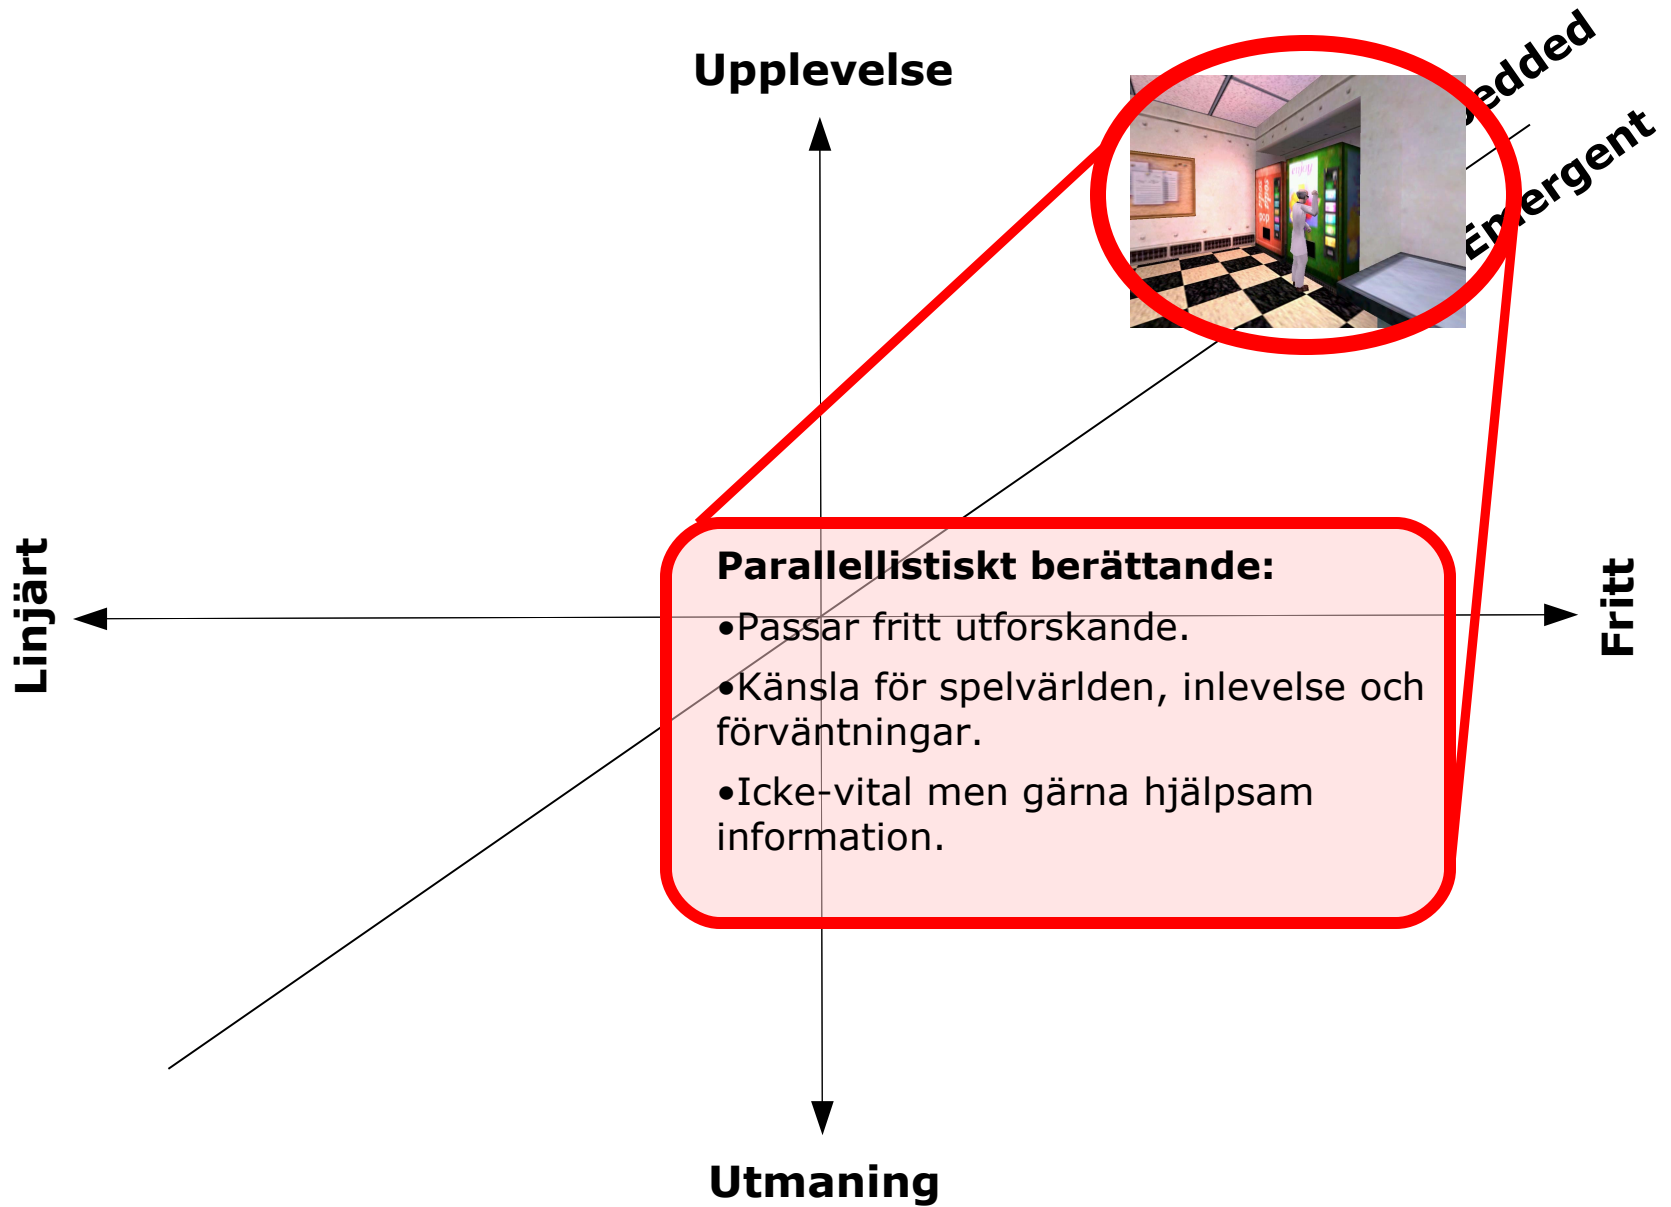 Upplevelse
Emergent
Linjärt
Fritt
Parallellistiskt berättande:
•Passar fritt utforskande.
•Känsla för spelvärlden, inlevelse och
förväntningar.
•Icke-vital men gärna hjälpsam
information.
Utmaning